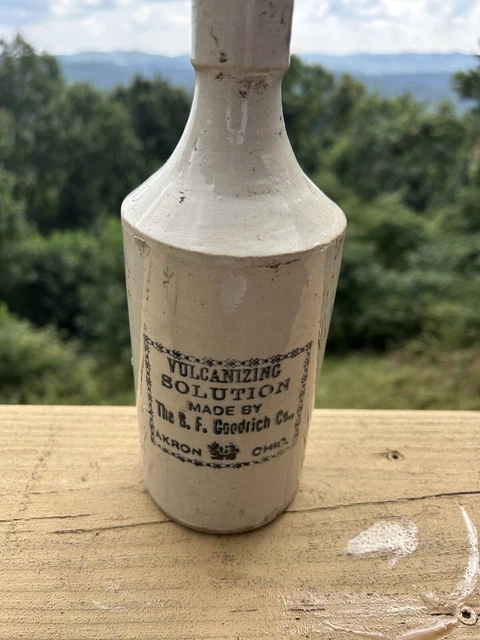 VULCANIZING
SOLUTION
MADE BY
The B. F. Goodrich Co.,
AKRON OHIO.